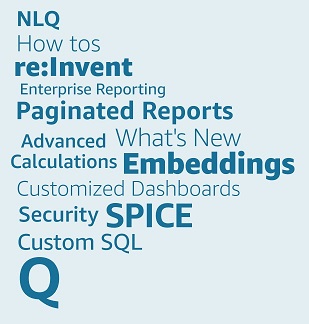 NLQ
How tos
re:Invent
Enterprise Reporting
Paginated Reports
Advanced What's New
Calculations Embeddings
Customized Dashboards
Security SPICE
Custom SQL
Q